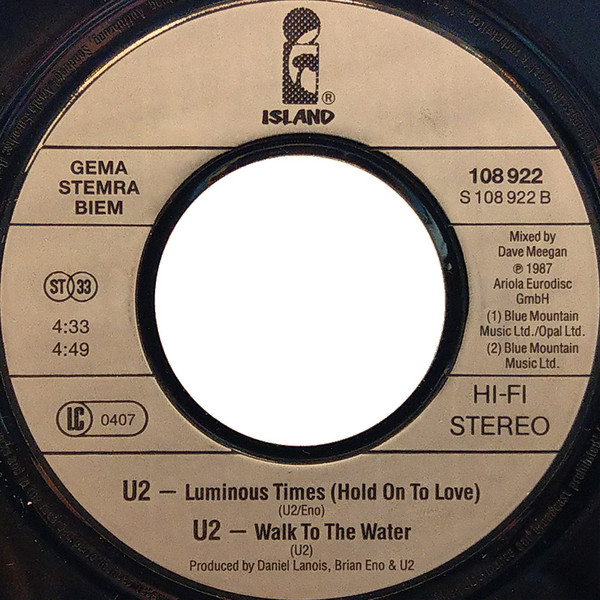 ®
ISLAND
GEMA
STEMRA
BIEM
108 922
S 108 922 B
ST 33
4:33
4:49
Mixed by
Dave Meegan
℗ 1987
Ariola Eurodisc
GmbH
(1) Blue Mountain
Music Ltd./Opal Ltd.
(2) Blue Mountain
Music Ltd.
LC 0407
HI-FI
STEREO
U2 – Luminous Times (Hold On To Love)
(U2/Eno)
U2 – Walk To The Water
(U2)
Produced by Daniel Lanois, Brian Eno & U2